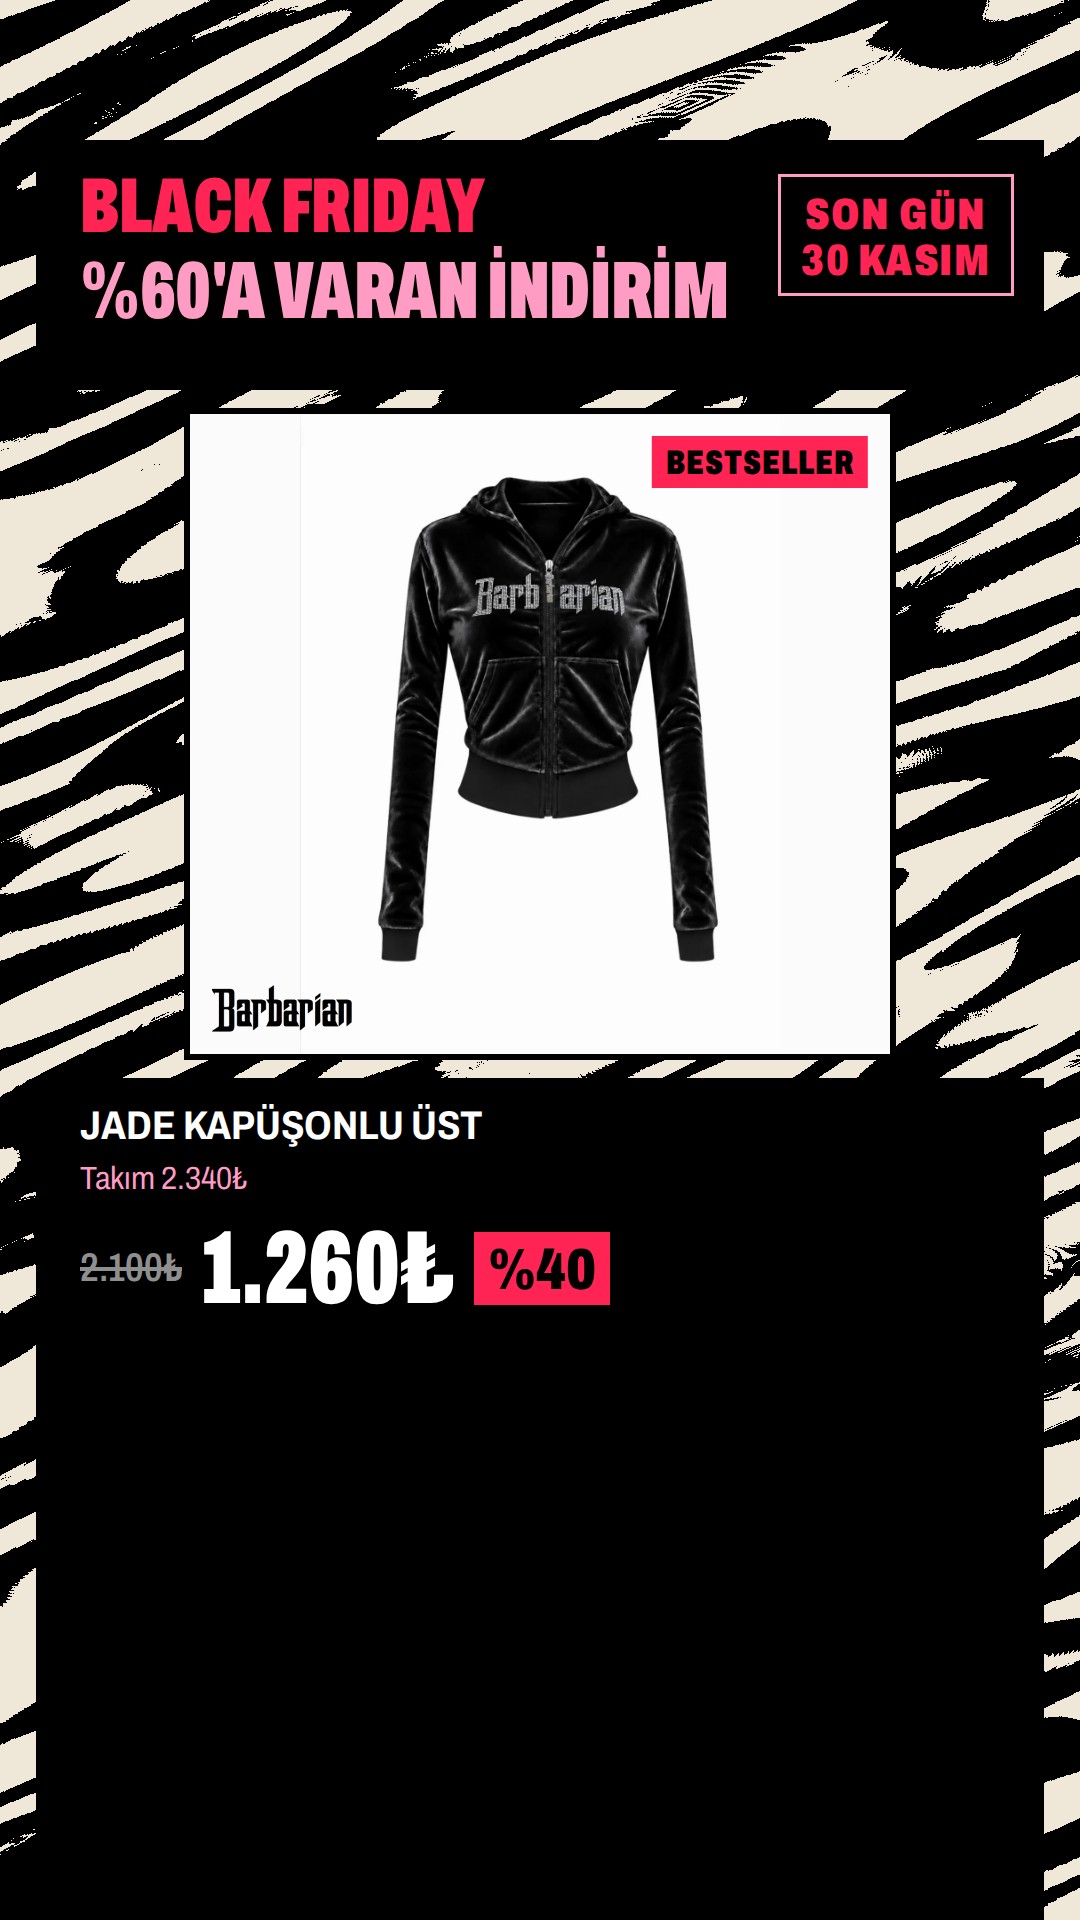 BLACK FRIDAY
%60'A VARAN İNDİRİM
SON GÜN
30 KASIM
BESTSELLER
Barbarian
Barbarian
JADE KAPÜŞONLU ÜST
Takım 2.340₺
2.100₺ 1.260₺ %40